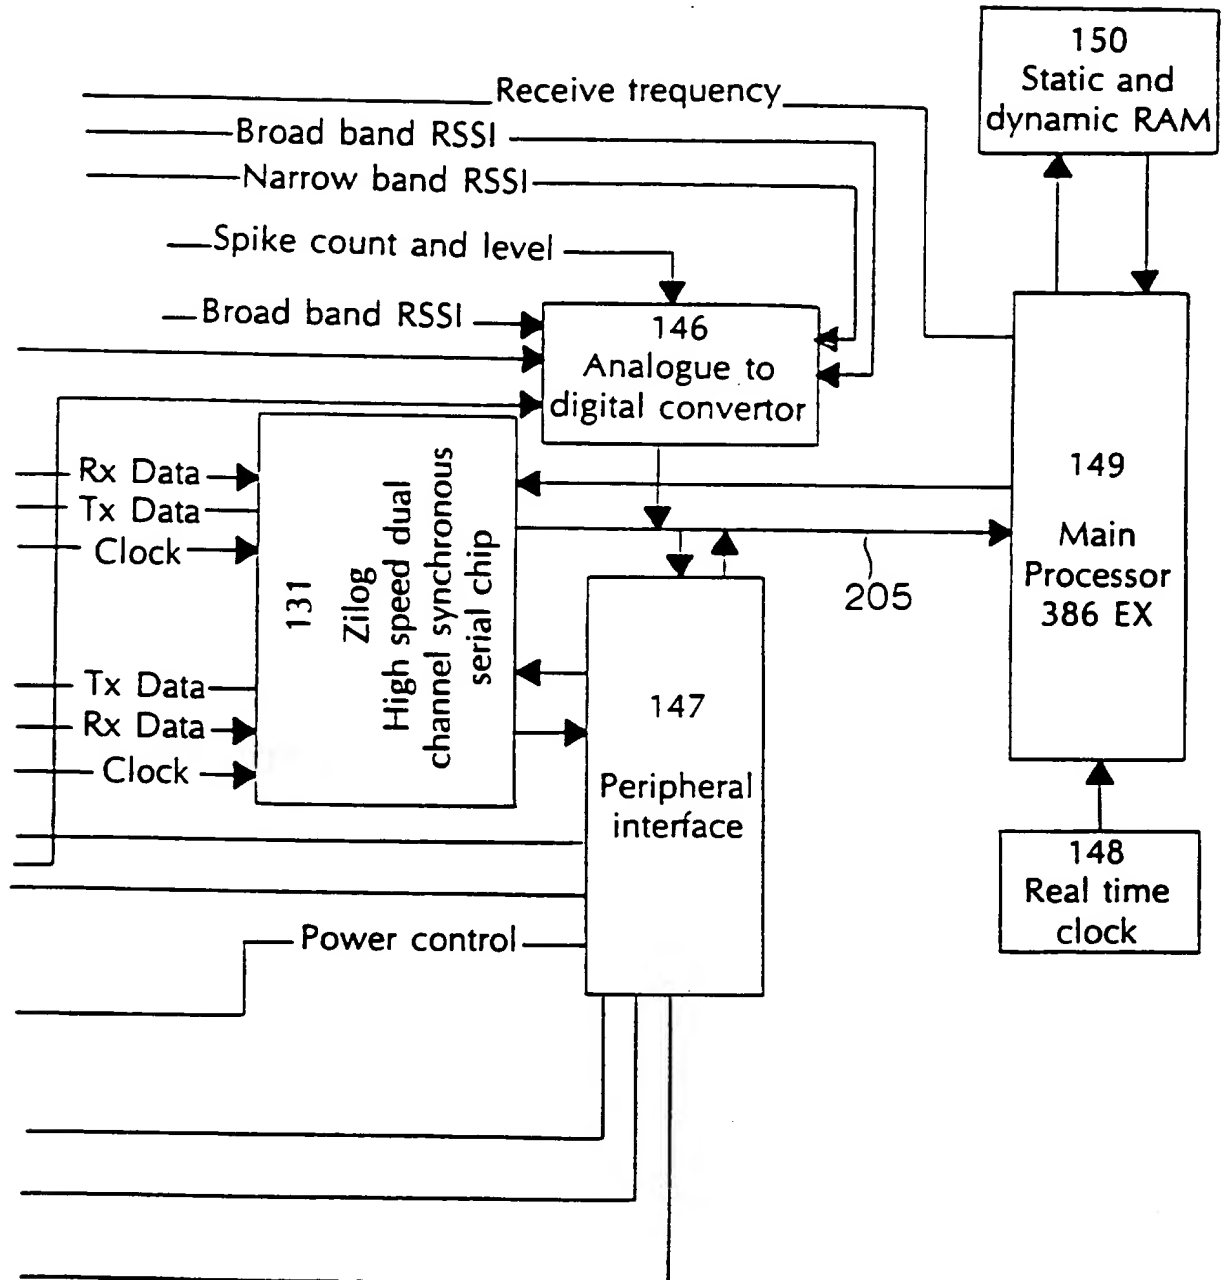 150
Static and
dynamic RAM
Receive trequency
Broad band RSSI
Narrow band RSSI
Spike count and level
Broad band RSSI
146
Analogue to
digital convertor
Rx Data
Tx Data
Clock
Tx Data
Rx Data
Clock
131
Zilog
High speed dual
channel synchronous
serial chip
149
Main
Processor
386 EX
205
147
Peripheral
interface
148
Real time
clock
Power control